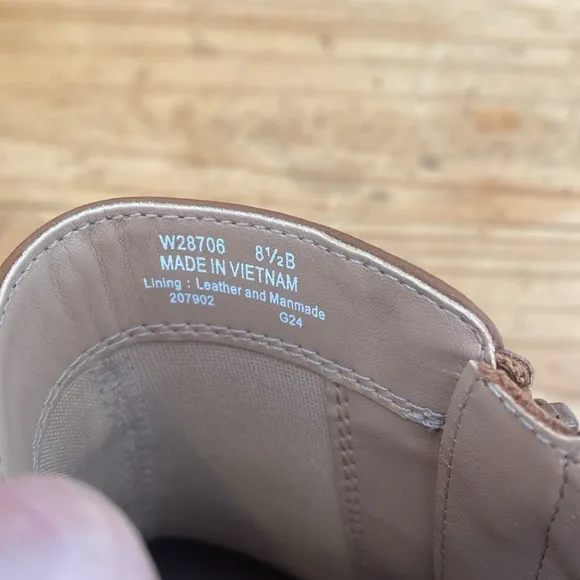 W28706 8½B
MADE IN VIETNAM
Lining : Leather and Manmade
207902 G24